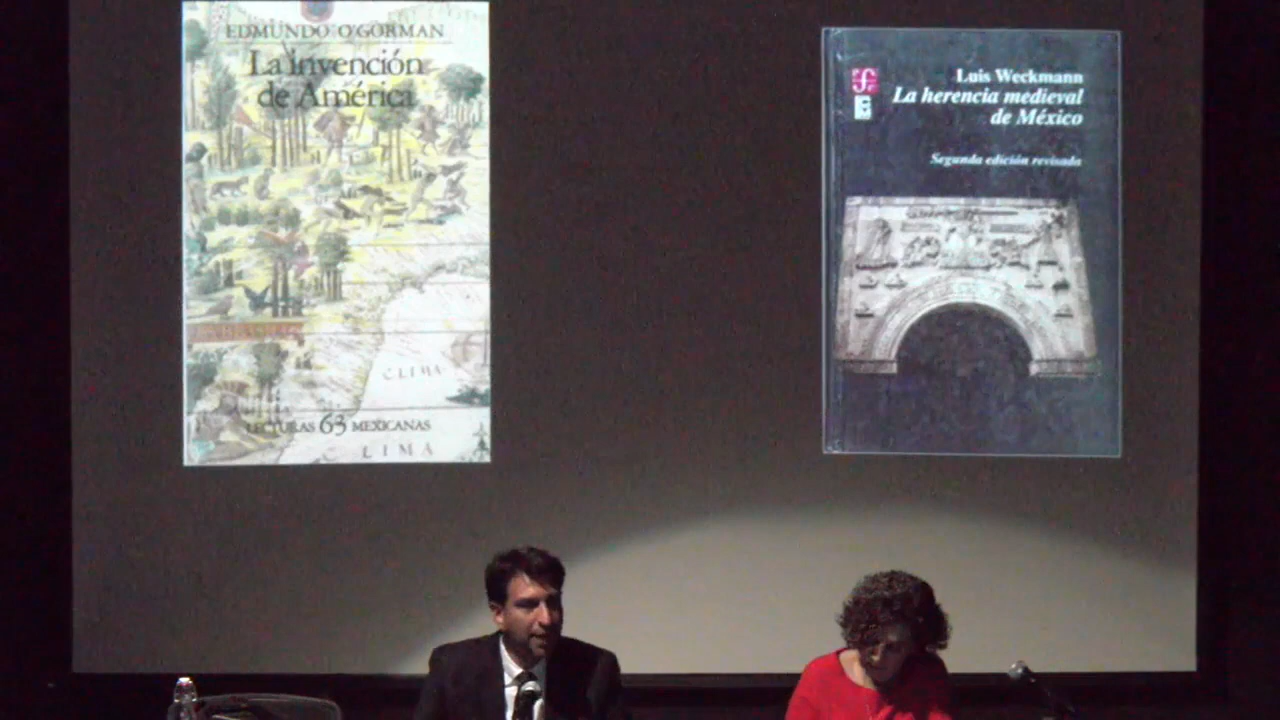 EDMUNDO O'GORMAN
La invención
de América
CLIMA
LECTURAS 63 MEXICANAS
CLIMA
Luis Weckmann
La herencia medieval
de México
Segunda edición revisada